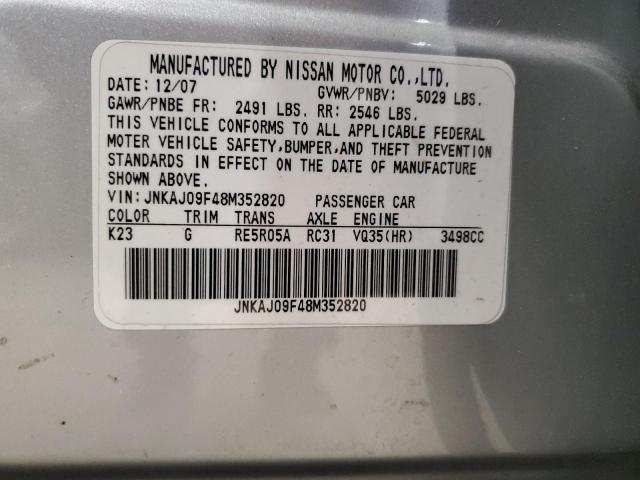 MANUFACTURED BY NISSAN MOTOR CO.,LTD.
DATE: 12/07 GVWR/PNBV: 5029 LBS.
GAWR/PNBE FR: 2491 LBS. RR: 2546 LBS.
THIS VEHICLE CONFORMS TO ALL APPLICABLE FEDERAL
MOTER VEHICLE SAFETY,BUMPER,AND THEFT PREVENTION
STANDARDS IN EFFECT ON THE DATE OF MANUFACTURE
SHOWN ABOVE.
VIN: JNKAJ09F48M352820 PASSENGER CAR
COLOR TRIM TRANS AXLE ENGINE
K23 G RE5R05A RC31 VQ35(HR) 3498CC
JNKAJ09F48M352820